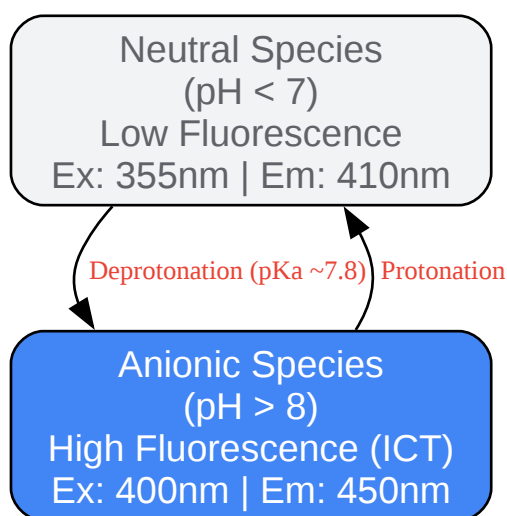 Neutral Species
(pH < 7)
Low Fluorescence
Ex: 355nm | Em: 410nm
Deprotonation (pKa ~7.8)
Protonation
Anionic Species
(pH > 8)
High Fluorescence (ICT)
Ex: 400nm | Em: 450nm